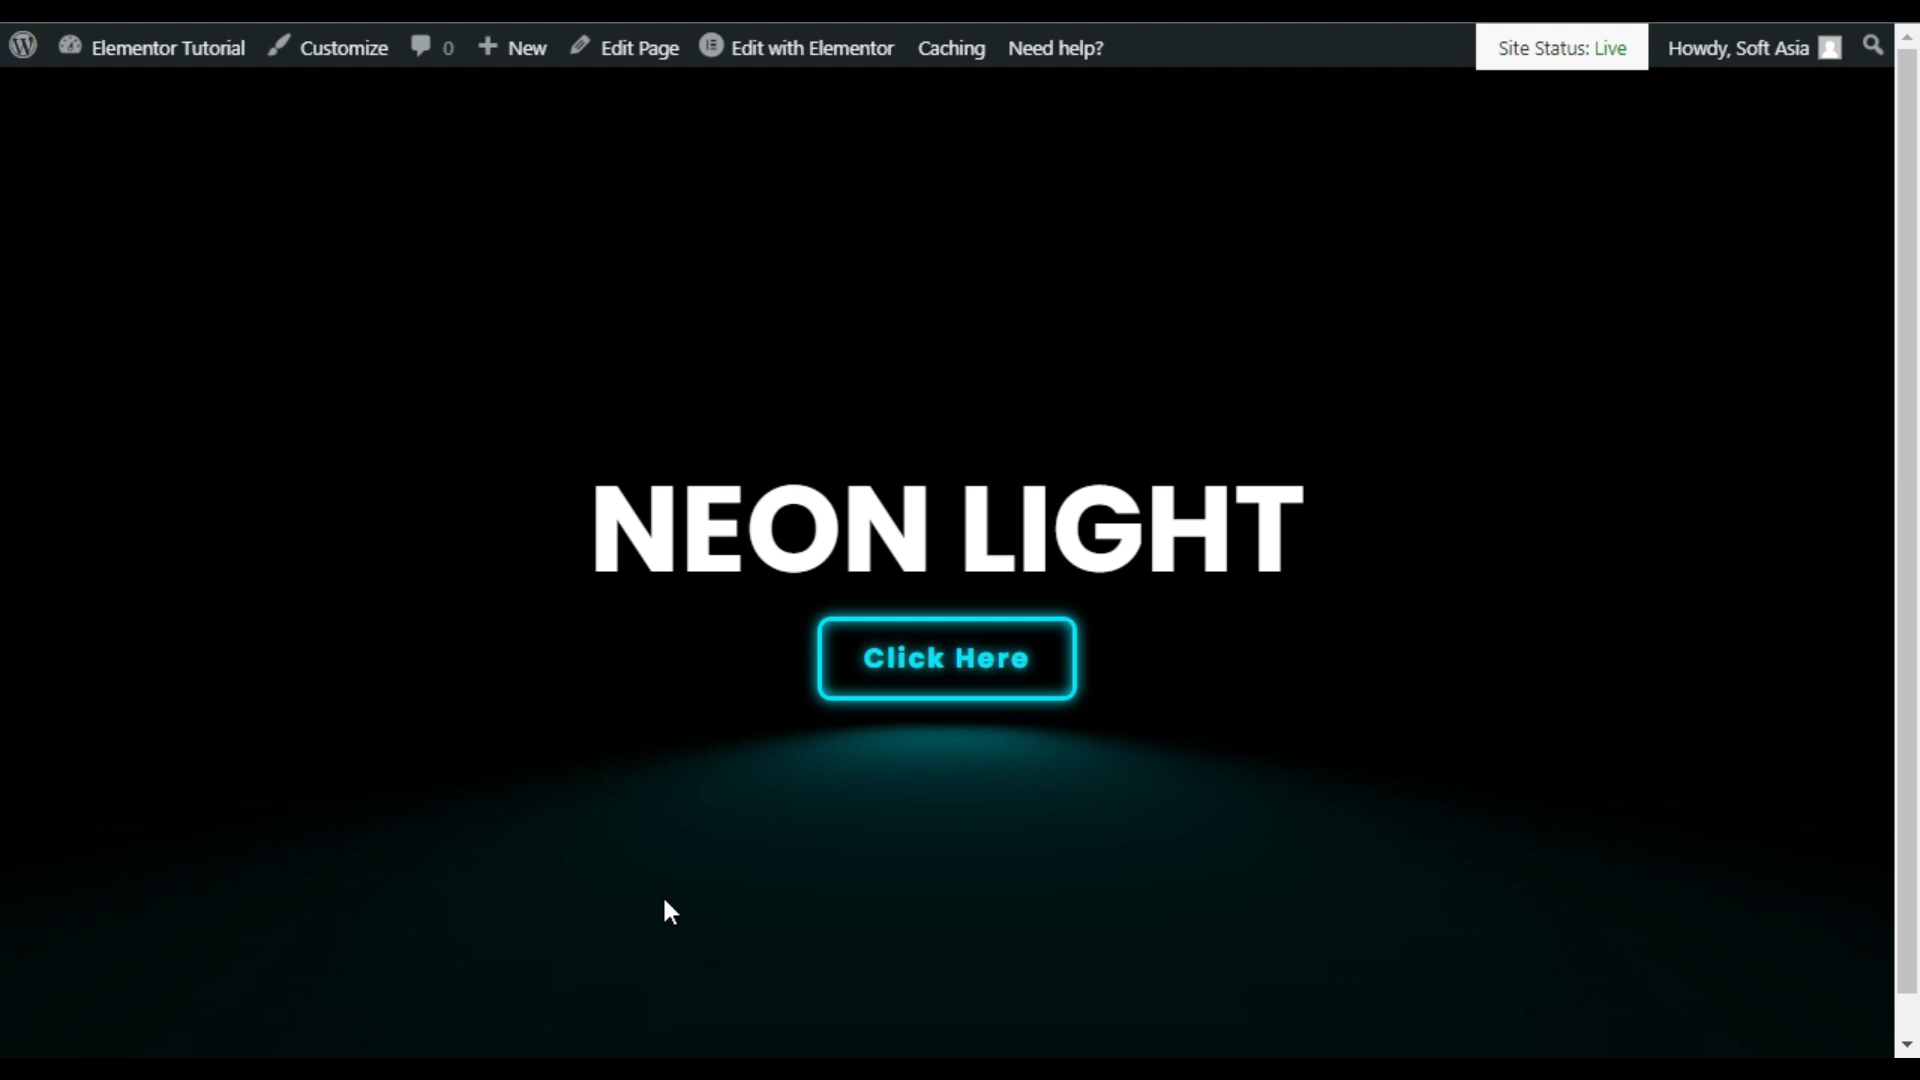 Elementor Tutorial Customize 0 New Edit Page Edit with Elementor Caching Need help? Site Status: Live Howdy, Soft Asia
NEON LIGHT
Click Here